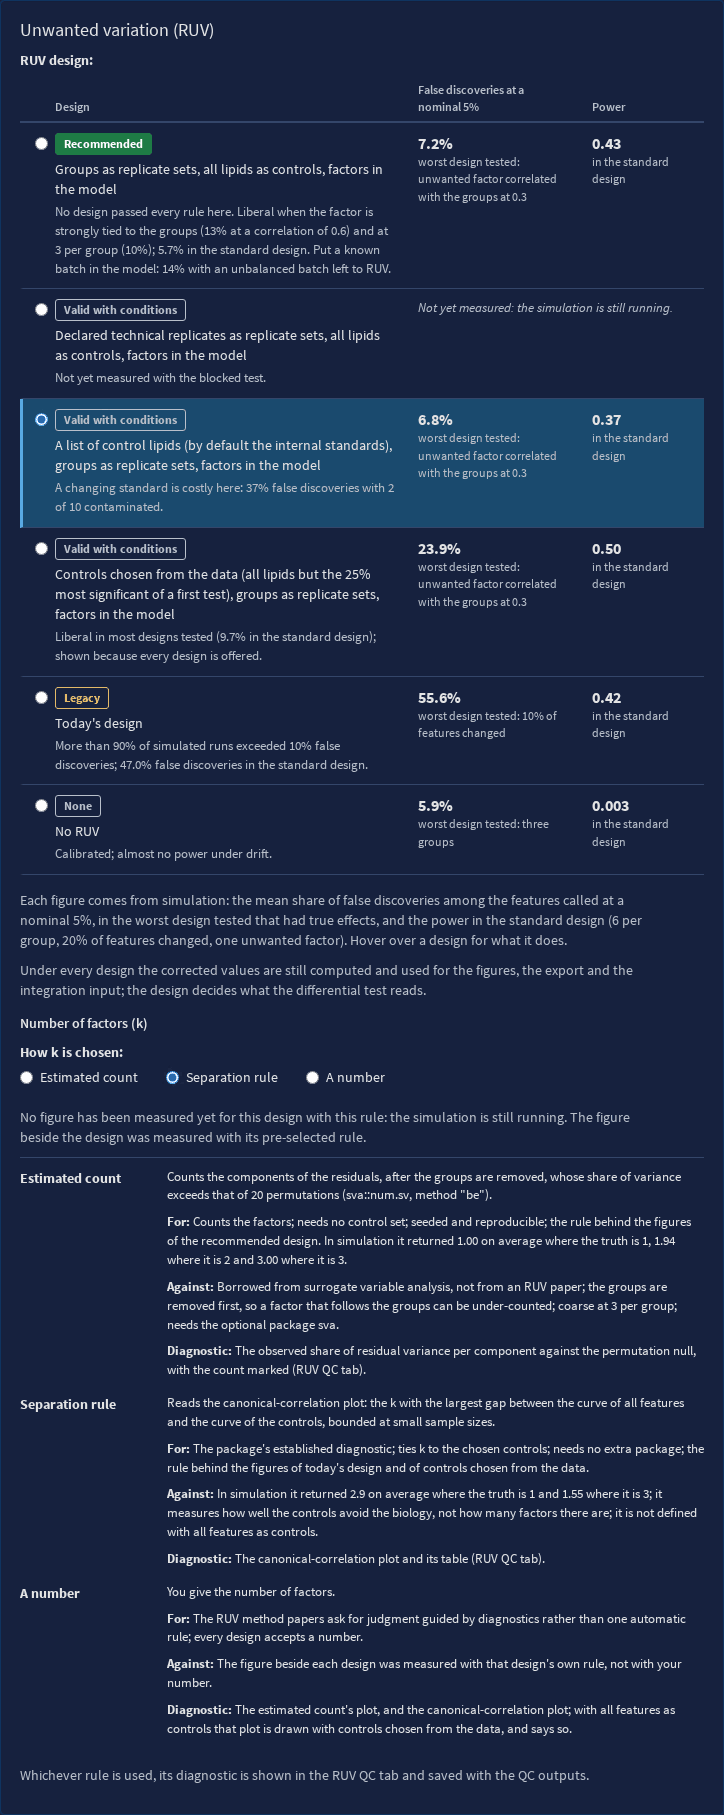 Unwanted variation (RUV)
RUV design:
Design
False discoveries at a
nominal 5%
Power
Recommended
Groups as replicate sets, all lipids as controls, factors in
the model
No design passed every rule here. Liberal when the factor is
strongly tied to the groups (13% at a correlation of 0.6) and at
3 per group (10%); 5.7% in the standard design. Put a known
batch in the model: 14% with an unbalanced batch left to RUV.
7.2%
worst design tested:
unwanted factor correlated
with the groups at 0.3
0.43
in the standard
design
Valid with conditions
Declared technical replicates as replicate sets, all lipids
as controls, factors in the model
Not yet measured with the blocked test.
Not yet measured: the simulation is still running.
Valid with conditions
A list of control lipids (by default the internal standards),
groups as replicate sets, factors in the model
A changing standard is costly here: 37% false discoveries with 2
of 10 contaminated.
6.8%
worst design tested:
unwanted factor correlated
with the groups at 0.3
0.37
in the standard
design
Valid with conditions
Controls chosen from the data (all lipids but the 25%
most significant of a first test), groups as replicate sets,
factors in the model
Liberal in most designs tested (9.7% in the standard design);
shown because every design is offered.
23.9%
worst design tested:
unwanted factor correlated
with the groups at 0.3
0.50
in the standard
design
Legacy
Today's design
More than 90% of simulated runs exceeded 10% false
discoveries; 47.0% false discoveries in the standard design.
55.6%
worst design tested: 10% of
features changed
0.42
in the standard
design
None
No RUV
Calibrated; almost no power under drift.
5.9%
worst design tested: three
groups
0.003
in the standard
design
Each figure comes from simulation: the mean share of false discoveries among the features called at a
nominal 5%, in the worst design tested that had true effects, and the power in the standard design (6 per
group, 20% of features changed, one unwanted factor). Hover over a design for what it does.
Under every design the corrected values are still computed and used for the figures, the export and the
integration input; the design decides what the differential test reads.
Number of factors (k)
How k is chosen:
Estimated count
Separation rule
A number
No figure has been measured yet for this design with this rule: the simulation is still running. The figure
beside the design was measured with its pre-selected rule.
Estimated count
Counts the components of the residuals, after the groups are removed, whose share of variance
exceeds that of 20 permutations (sva::num.sv, method "be").
For: Counts the factors; needs no control set; seeded and reproducible; the rule behind the figures
of the recommended design. In simulation it returned 1.00 on average where the truth is 1, 1.94
where it is 2 and 3.00 where it is 3.
Against: Borrowed from surrogate variable analysis, not from an RUV paper; the groups are
removed first, so a factor that follows the groups can be under-counted; coarse at 3 per group;
needs the optional package sva.
Diagnostic: The observed share of residual variance per component against the permutation null,
with the count marked (RUV QC tab).
Separation rule
Reads the canonical-correlation plot: the k with the largest gap between the curve of all features
and the curve of the controls, bounded at small sample sizes.
For: The package's established diagnostic; ties k to the chosen controls; needs no extra package; the
rule behind the figures of today's design and of controls chosen from the data.
Against: In simulation it returned 2.9 on average where the truth is 1 and 1.55 where it is 3; it
measures how well the controls avoid the biology, not how many factors there are; it is not defined
with all features as controls.
Diagnostic: The canonical-correlation plot and its table (RUV QC tab).
A number
You give the number of factors.
For: The RUV method papers ask for judgment guided by diagnostics rather than one automatic
rule; every design accepts a number.
Against: The figure beside each design was measured with that design's own rule, not with your
number.
Diagnostic: The estimated count's plot, and the canonical-correlation plot; with all features as
controls that plot is drawn with controls chosen from the data, and says so.
Whichever rule is used, its diagnostic is shown in the RUV QC tab and saved with the QC outputs.